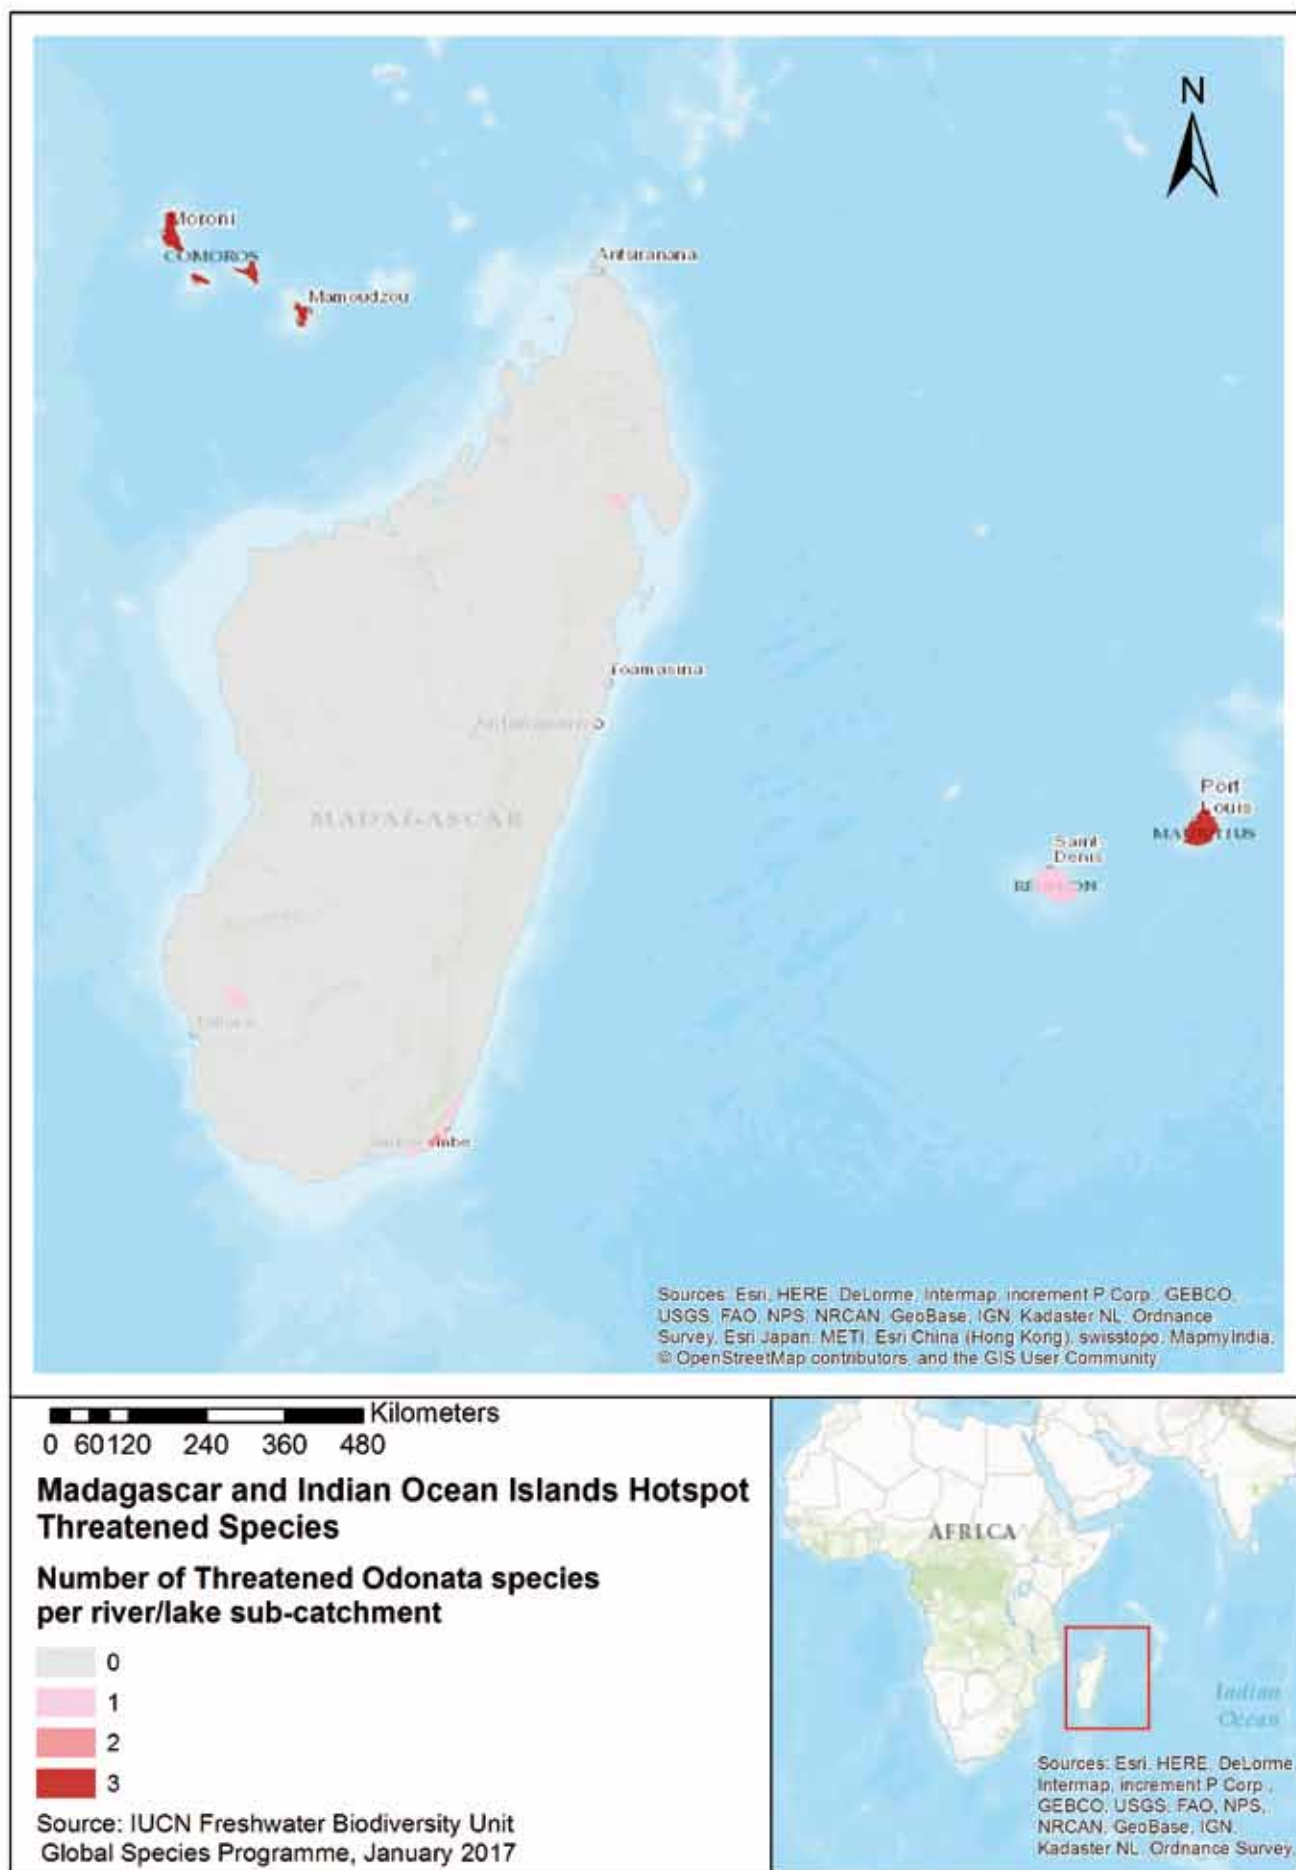 N
Moroni
COMOROS
Mamoudzou
Antsiranana
Toamasina
MADAGASCAR
Port
Louis
MAURITIUS
Saint
Denis
Sources: Esri, HERE, DeLorme, Intermap, increment P Corp., GEBCO,
USGS, FAO, NPS, NRCAN, GeoBase, IGN, Kadaster NL, Ordnance
Survey, Esri Japan, METI, Esri China (Hong Kong), swisstopo, MapmyIndia,
© OpenStreetMap contributors, and the GIS User Community
Kilometers
0 60 120 240 360 480
Madagascar and Indian Ocean Islands Hotspot
Threatened Species
Number of Threatened Odonata species
per river/lake sub-catchment
0
1
2
3
Source: IUCN Freshwater Biodiversity Unit
Global Species Programme, January 2017
AFRICA
Indian
Ocean
Sources: Esri, HERE, DeLorme,
Intermap, increment P Corp.,
GEBCO, USGS, FAO, NPS,
NRCAN, GeoBase, IGN,
Kadaster NL, Ordnance Survey,